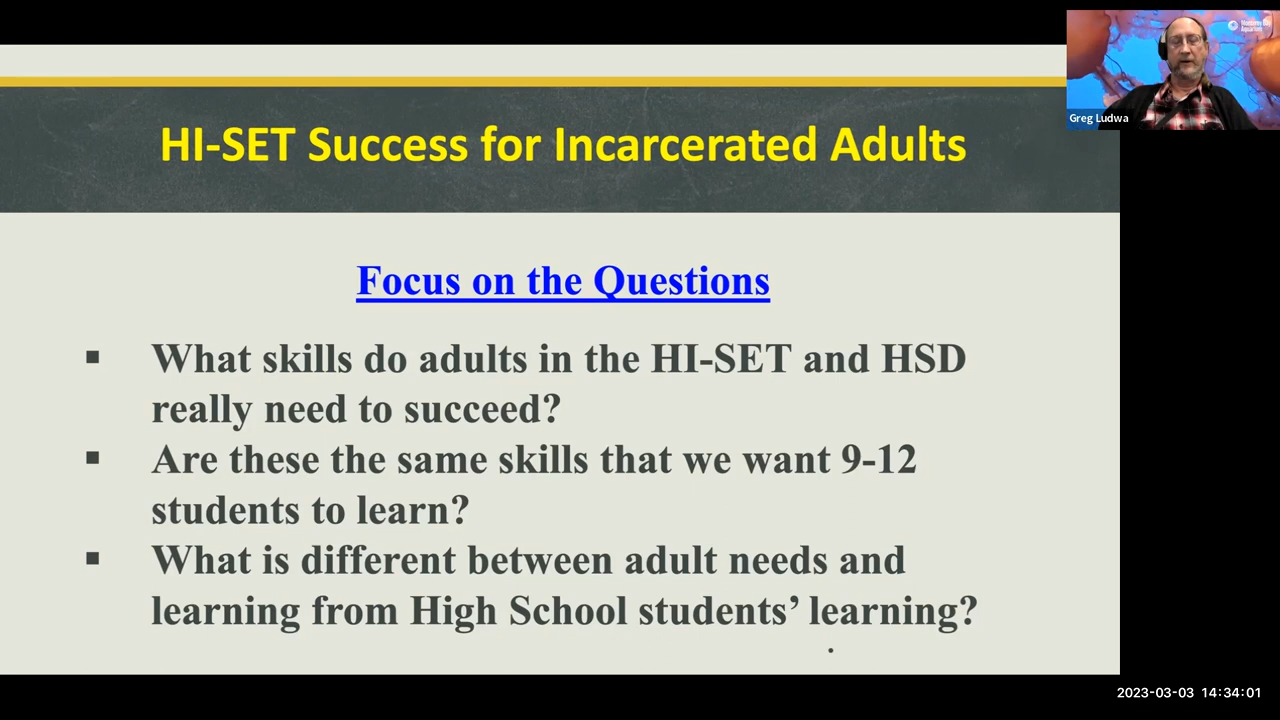 Monterey Bay
Aquarium
Greg Ludwa
HI-SET Success for Incarcerated Adults
Focus on the Questions
▪ What skills do adults in the HI-SET and HSD
really need to succeed?
▪ Are these the same skills that we want 9-12
students to learn?
▪ What is different between adult needs and
learning from High School students’ learning?
.
2023-03-03 14:34:01